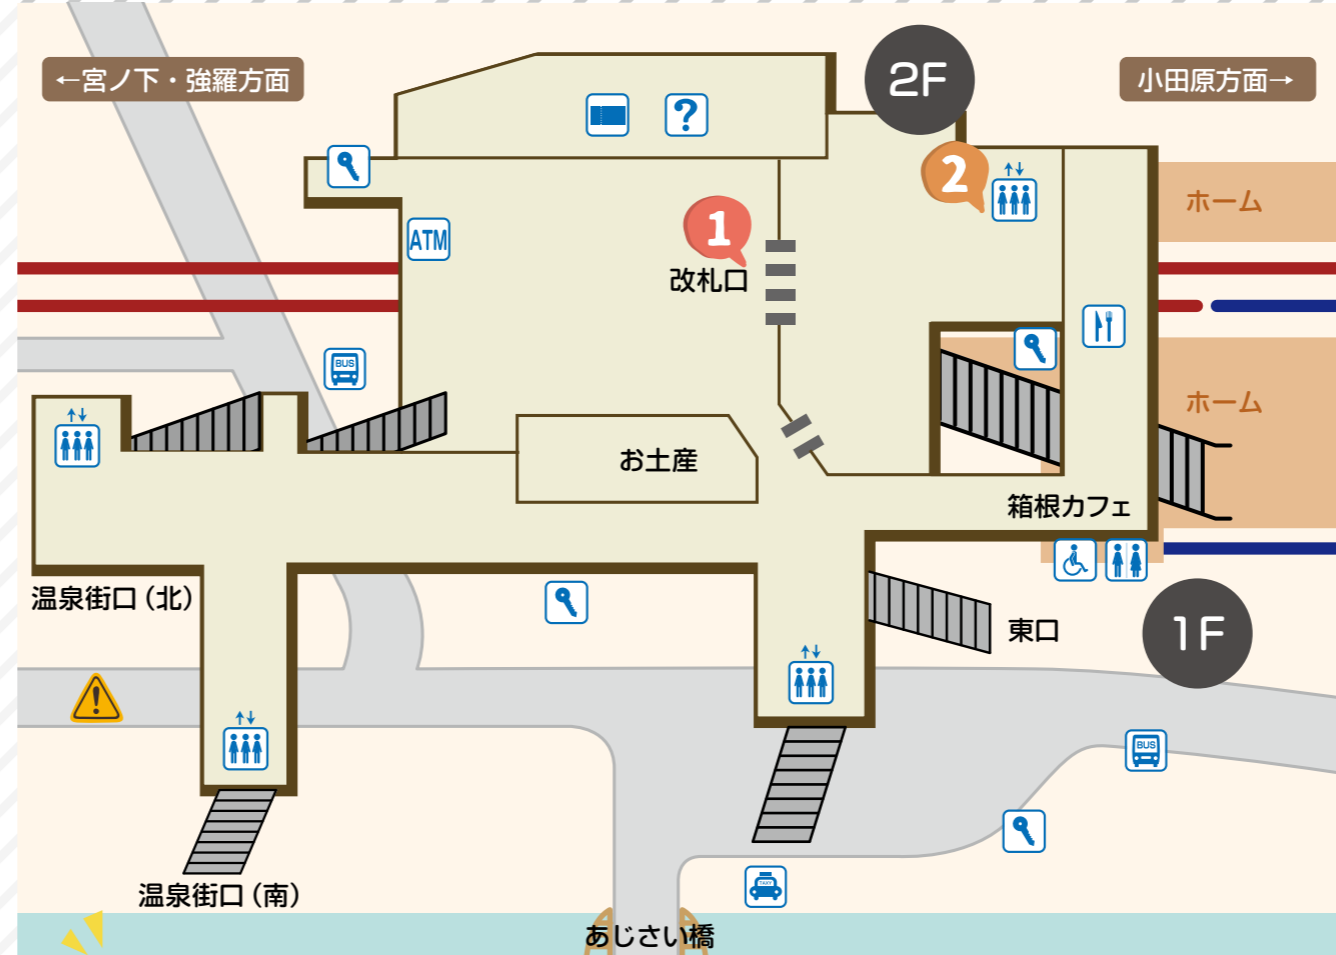 ←宮ノ下・強羅方面
2F
小田原方面→
?
2
ホーム
1
ATM
改札口
BUS
ホーム
お土産
箱根カフェ
温泉街口（北）
東口
1F
!
BUS
TAXI
温泉街口（南）
あじさい橋